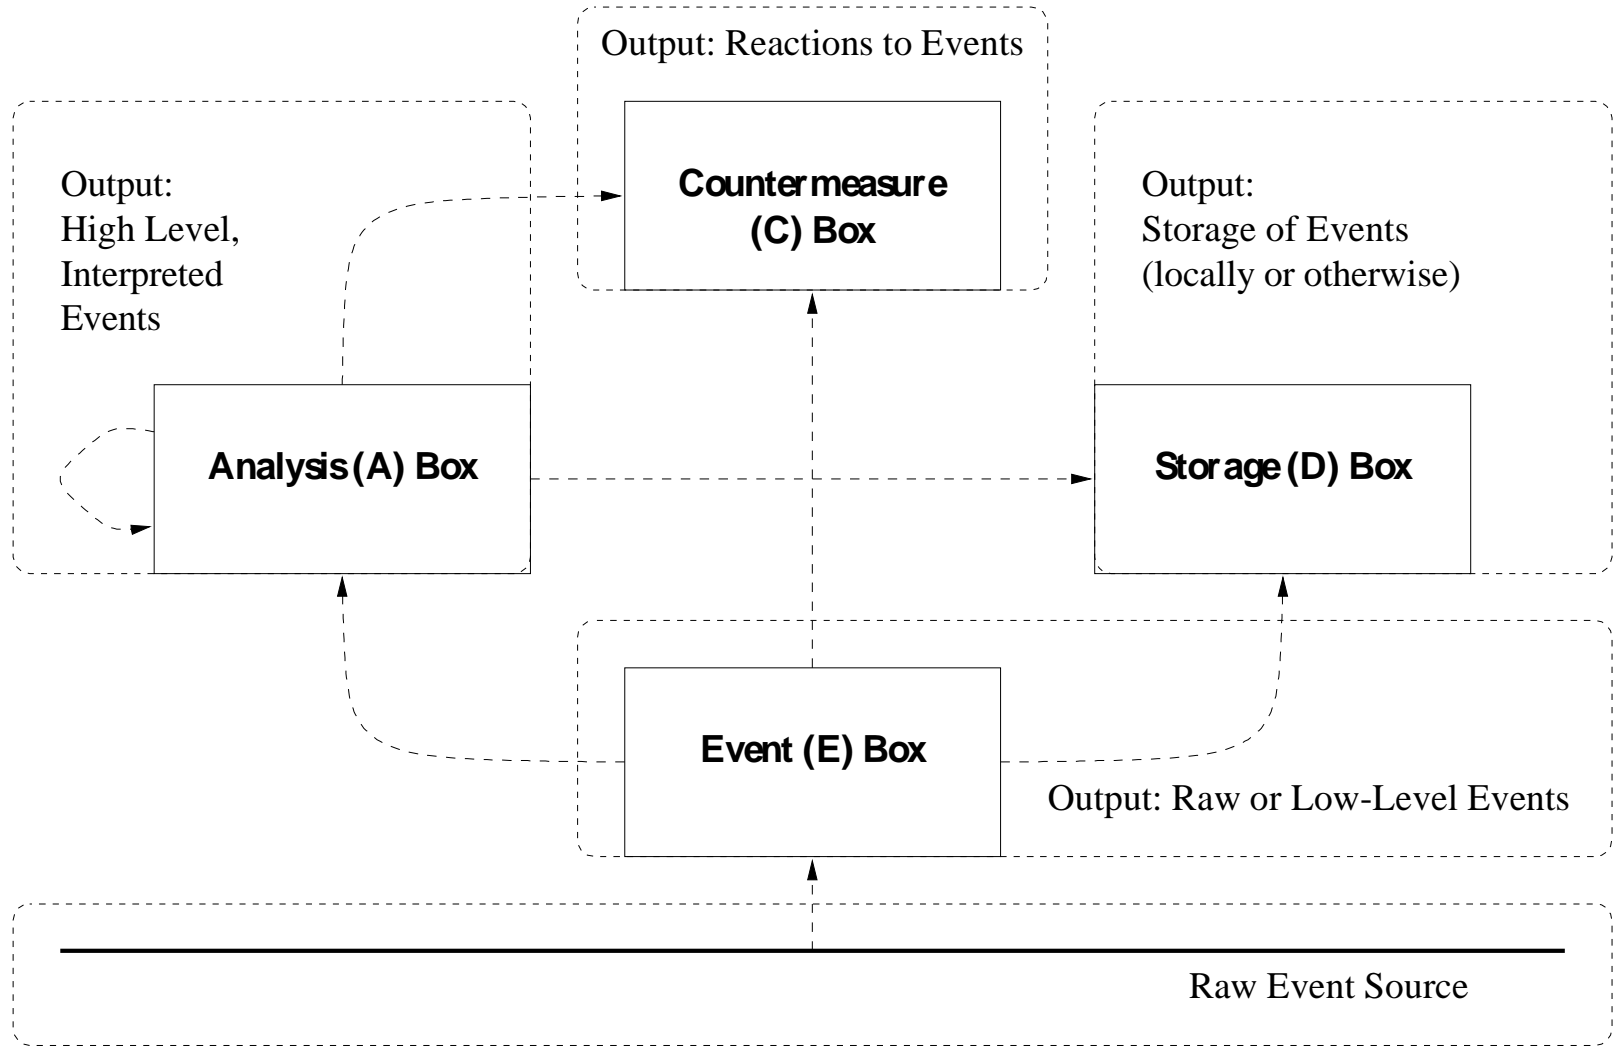 Output: Reactions to Events
Countermeasure
(C) Box
Output:
High Level,
Interpreted
Events
Output:
Storage of Events
(locally or otherwise)
Analysis (A) Box
Storage (D) Box
Event (E) Box
Output: Raw or Low-Level Events
Raw Event Source